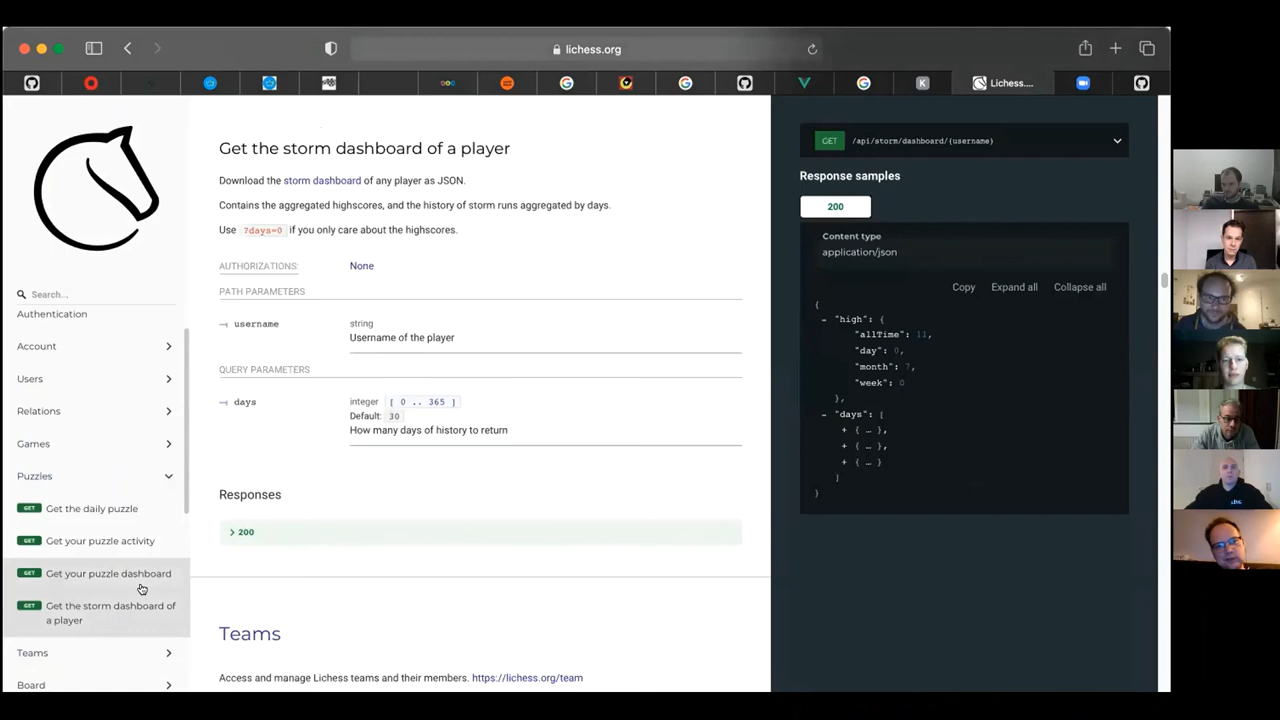 lichess.org
Lichess....
Search...
Authentication
Account
Users
Relations
Games
Puzzles
GET Get the daily puzzle
GET Get your puzzle activity
GET Get your puzzle dashboard
GET Get the storm dashboard of
a player
Teams
Board
Get the storm dashboard of a player
Download the storm dashboard of any player as JSON.
Contains the aggregated highscores, and the history of storm runs aggregated by days.
Use ?days=0 if you only care about the highscores.
AUTHORIZATIONS: None
PATH PARAMETERS
username string
Username of the player
QUERY PARAMETERS
days integer [ 0 .. 365 ]
Default: 30
How many days of history to return
Responses
200
Teams
Access and manage Lichess teams and their members. https://lichess.org/team
GET /api/storm/dashboard/{username}
Response samples
200
Content type
application/json
Copy Expand all Collapse all
{
- "high": {
"allTime": 11,
"day": 0,
"month": 7,
"week": 0
},
- "days": [
+ { … },
+ { … },
+ { … }
]
}